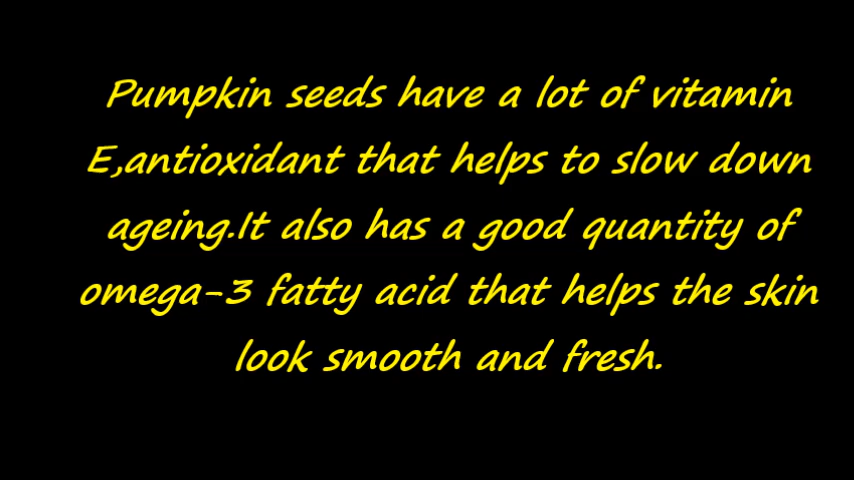 Pumpkin seeds have a lot of vitamin
E,antioxidant that helps to slow down
ageing.It also has a good quantity of
omega-3 fatty acid that helps the skin
look smooth and fresh.